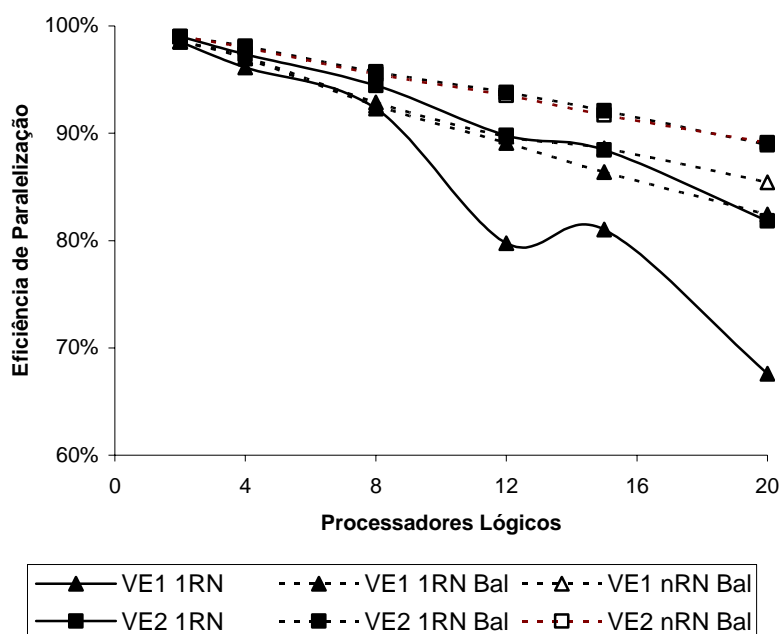 100%
90%
80%
70%
60%
Eficiência de Paralelização
0 4 8 12 16 20
Processadores Lógicos
VE1 1RN VE1 1RN Bal VE1 nRN Bal
VE2 1RN VE2 1RN Bal VE2 nRN Bal